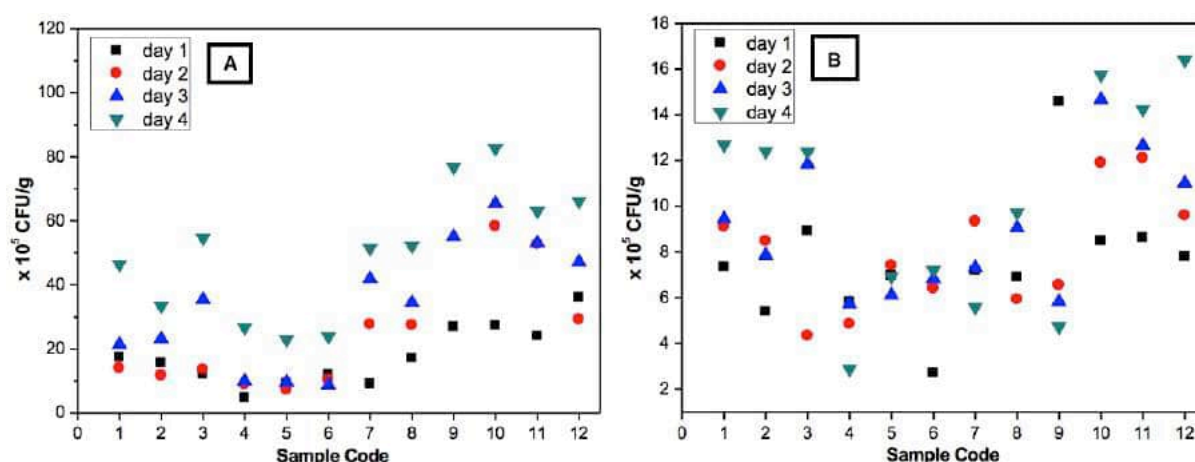 120
100
80
60
40
20
0
day 1
day 2
day 3
day 4
A
x 10⁵ CFU/g
0 1 2 3 4 5 6 7 8 9 10 11 12
Sample Code
18
16
14
12
10
8
6
4
2
day 1
day 2
day 3
day 4
B
x 10⁵ CFU/g
0 1 2 3 4 5 6 7 8 9 10 11 12
Sample Code